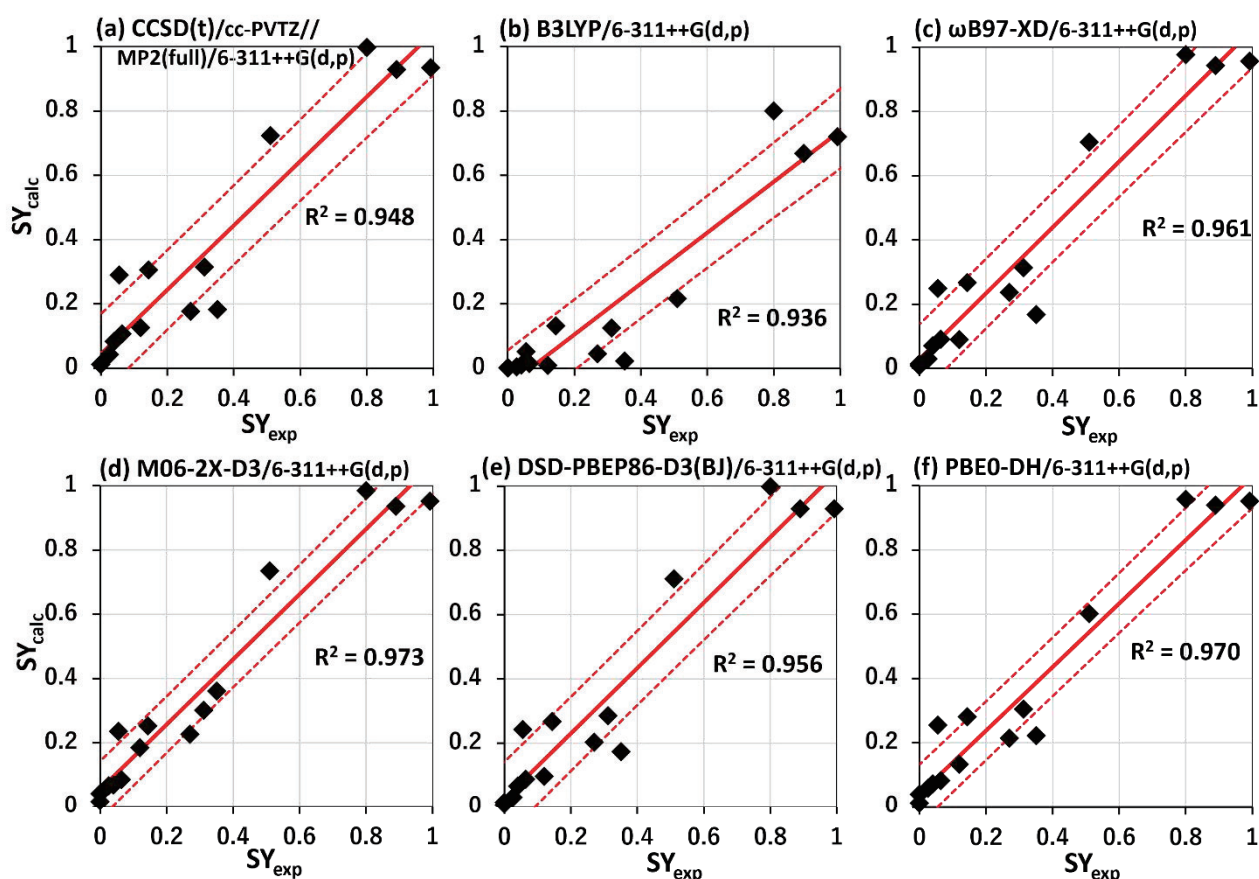 (a) CCSD(t)/cc-PVTZ//
MP2(full)/6-311++G(d,p)
1
0.8
0.6
0.4
0.2
0
SYcalc
R² = 0.948
0 0.2 0.4 0.6 0.8 1
SYexp
(b) B3LYP/6-311++G(d,p)
1
0.8
0.6
0.4
0.2
0
R² = 0.936
0 0.2 0.4 0.6 0.8 1
SYexp
(c) ωB97-XD/6-311++G(d,p)
1
0.8
0.6
0.4
0.2
0
R² = 0.961
0 0.2 0.4 0.6 0.8 1
SYexp
(d) M06-2X-D3/6-311++G(d,p)
1
0.8
0.6
0.4
0.2
0
SYcalc
R² = 0.973
0 0.2 0.4 0.6 0.8 1
SYexp
(e) DSD-PBEP86-D3(BJ)/6-311++G(d,p)
1
0.8
0.6
0.4
0.2
0
R² = 0.956
0 0.2 0.4 0.6 0.8 1
SYexp
(f) PBE0-DH/6-311++G(d,p)
1
0.8
0.6
0.4
0.2
0
R² = 0.970
0 0.2 0.4 0.6 0.8 1
SYexp